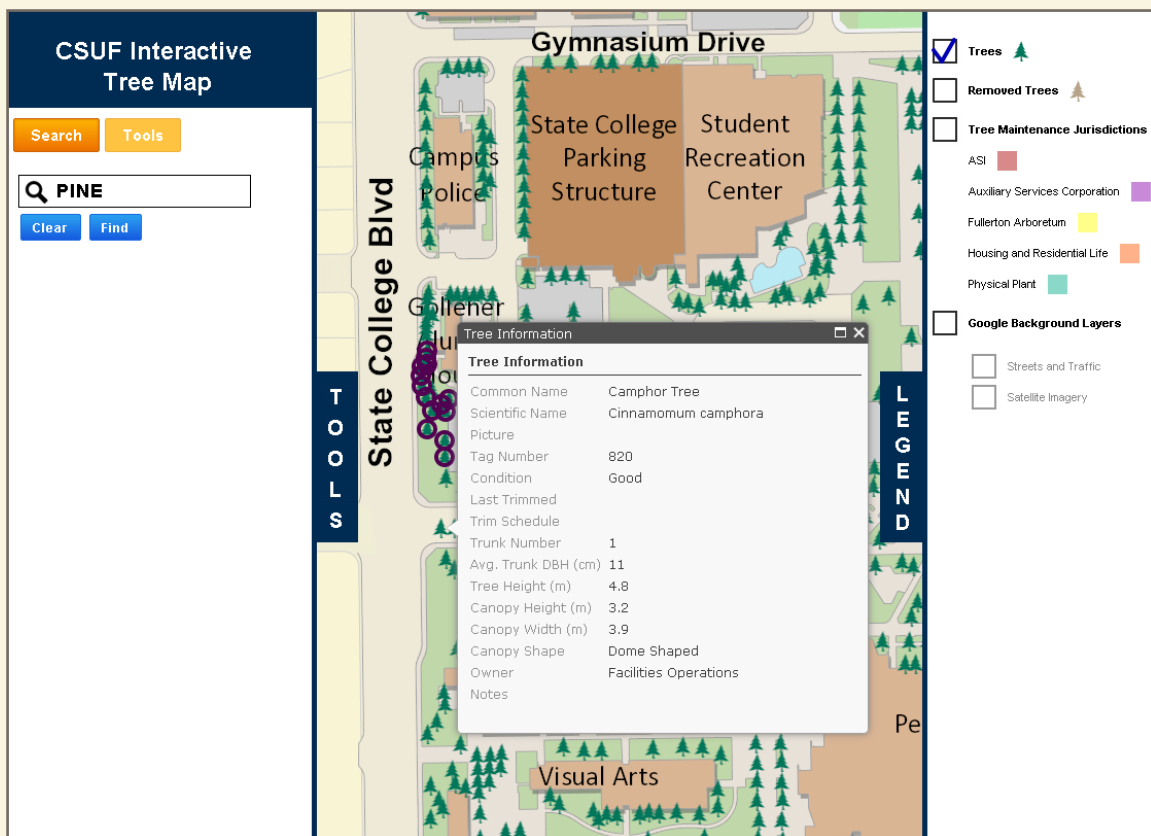 CSUF Interactive
Tree Map
Search
Tools
PINE
Clear
Find
TOOLS
State College Blvd
Gymnasium Drive
Campus
Police
State College
Parking
Structure
Student
Recreation
Center
Gollener
Visual Arts
Pe
Tree Information
Tree Information
Common Name Camphor Tree
Scientific Name Cinnamomum camphora
Picture
Tag Number 820
Condition Good
Last Trimmed
Trim Schedule
Trunk Number 1
Avg. Trunk DBH (cm) 11
Tree Height (m) 4.8
Canopy Height (m) 3.2
Canopy Width (m) 3.9
Canopy Shape Dome Shaped
Owner Facilities Operations
Notes
LEGEND
Trees
Removed Trees
Tree Maintenance Jurisdictions
ASI
Auxiliary Services Corporation
Fullerton Arboretum
Housing and Residential Life
Physical Plant
Google Background Layers
Streets and Traffic
Satellite Imagery